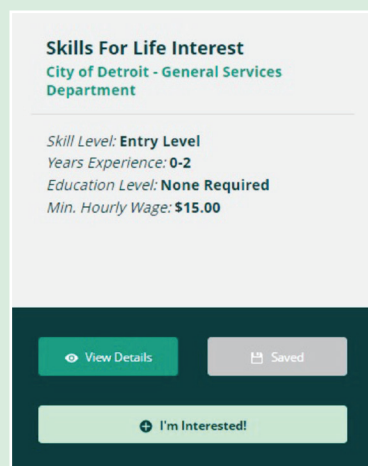 Skills For Life Interest
City of Detroit - General Services
Department
Skill Level: Entry Level
Years Experience: 0-2
Education Level: None Required
Min. Hourly Wage: $15.00
View Details
Saved
I'm Interested!